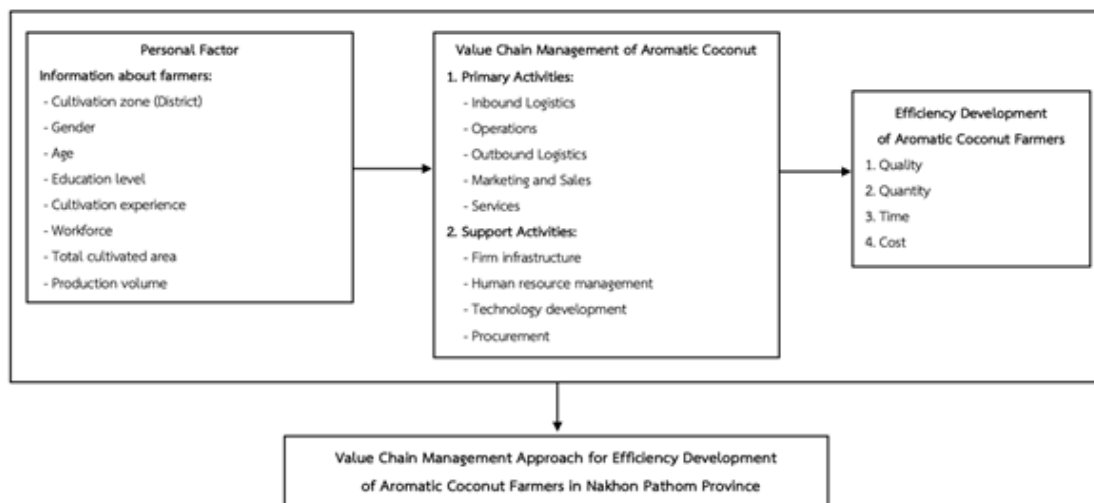 Personal Factor
Information about farmers:
- Cultivation zone (District)
- Gender
- Age
- Education level
- Cultivation experience
- Workforce
- Total cultivated area
- Production volume
Value Chain Management of Aromatic Coconut
1. Primary Activities:
- Inbound Logistics
- Operations
- Outbound Logistics
- Marketing and Sales
- Services
2. Support Activities:
- Firm infrastructure
- Human resource management
- Technology development
- Procurement
Efficiency Development
of Aromatic Coconut Farmers
1. Quality
2. Quantity
3. Time
4. Cost
Value Chain Management Approach for Efficiency Development
of Aromatic Coconut Farmers in Nakhon Pathom Province